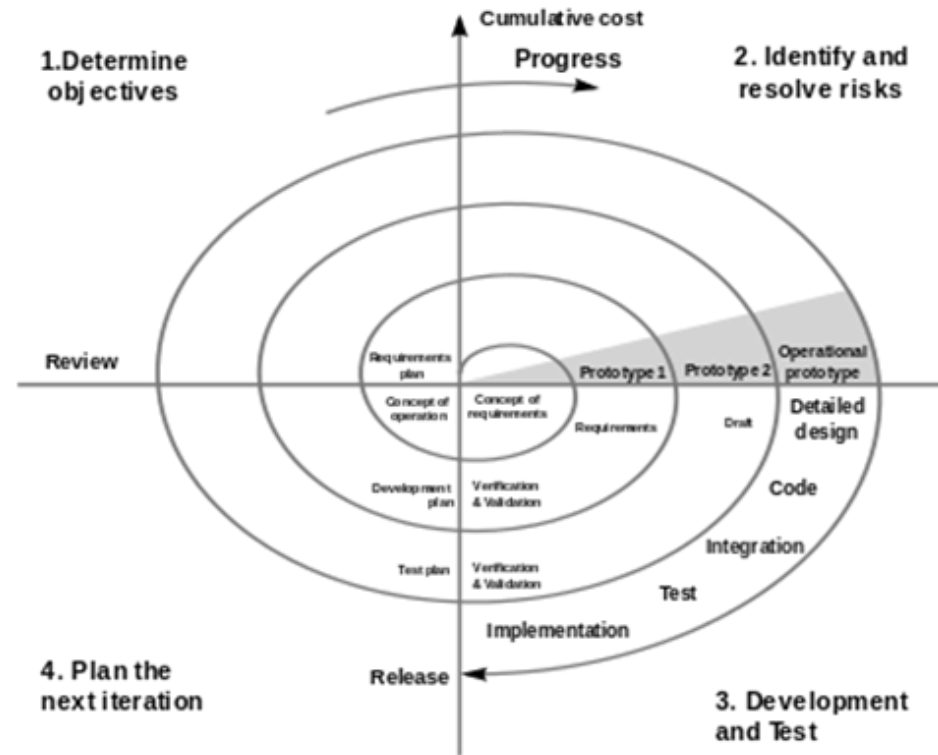 Cumulative cost
Progress
1.Determine
objectives
2. Identify and
resolve risks
Review
Requirements
plan
Prototype 1
Prototype 2
Operational
prototype
Concept of
operation
Concept of
requirements
Requirements
Draft
Detailed
design
Development
plan
Verification
& Validation
Code
Integration
Test plan
Verification
& Validation
Test
Implementation
Release
4. Plan the
next iteration
3. Development
and Test